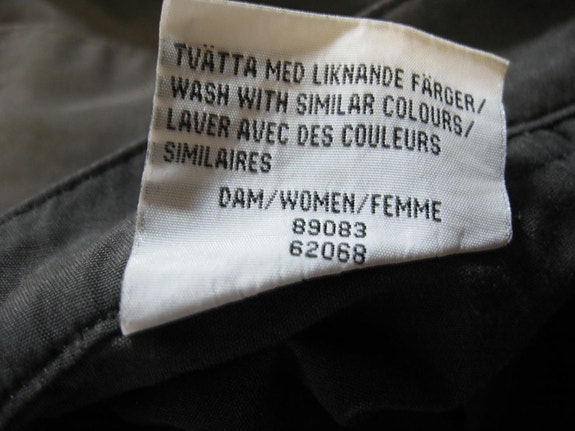 TVÄTTA MED LIKNANDE FÄRGER/
WASH WITH SIMILAR COLOURS/
LAVER AVEC DES COULEURS
SIMILAIRES
DAM/WOMEN/FEMME
89083
62068